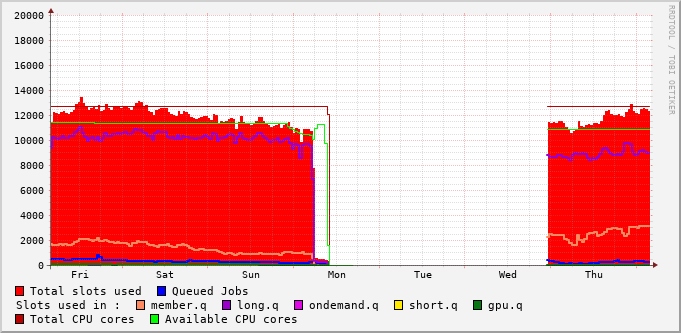 20000
18000
16000
14000
12000
10000
8000
6000
4000
2000
0
Fri Sat Sun Mon Tue Wed Thu
RRDTOOL / TOBI OETIKER
Total slots used Queued Jobs
Slots used in : member.q long.q ondemand.q short.q gpu.q
Total CPU cores Available CPU cores